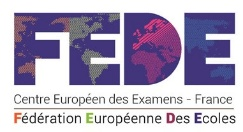 FEDE
Centre Européen des Examens - France
Fédération Européenne Des Ecoles